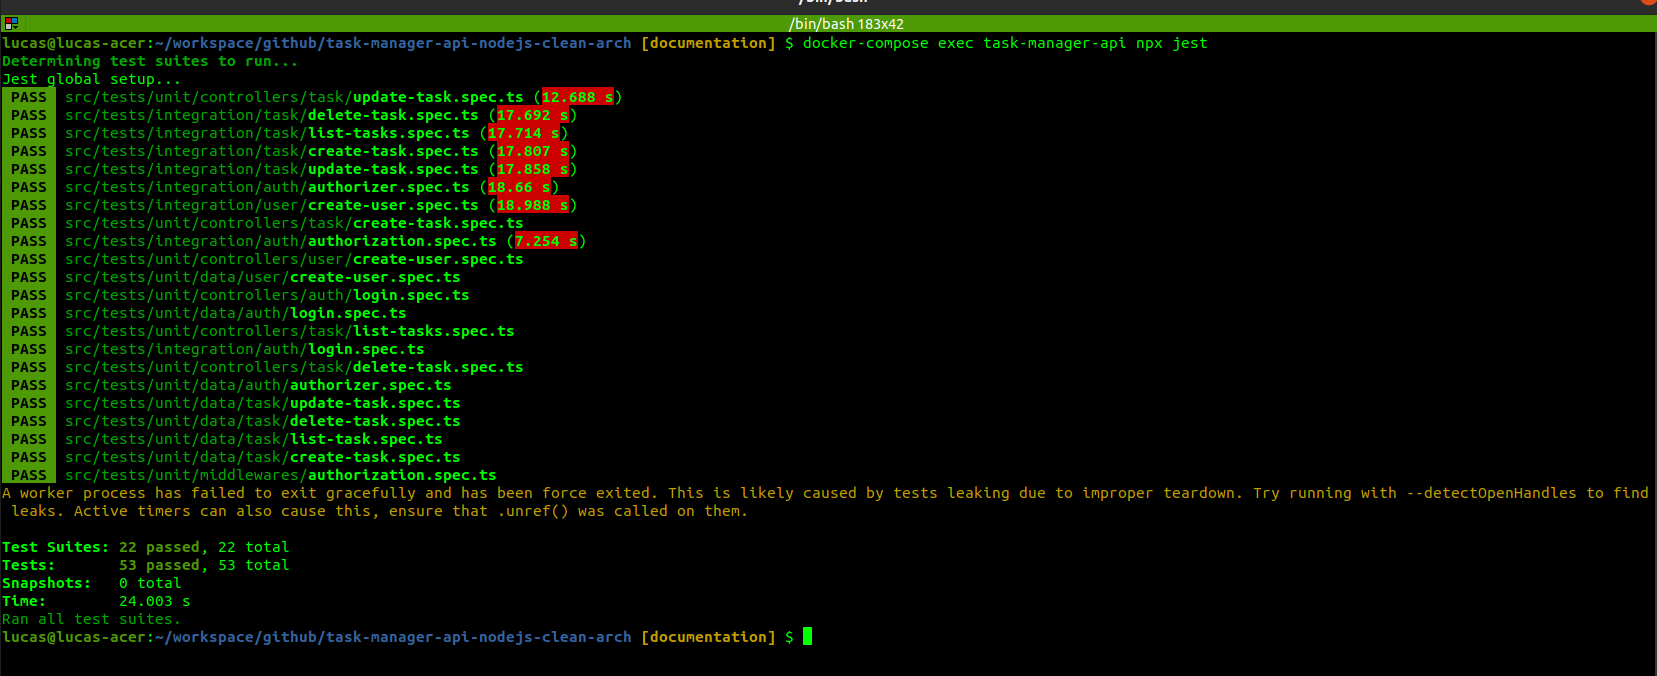 /bin/bash
/bin/bash 183x42
lucas@lucas-acer:~/workspace/github/task-manager-api-nodejs-clean-arch [documentation] $ docker-compose exec task-manager-api npx jest
Determining test suites to run...
Jest global setup...
PASS src/tests/unit/controllers/task/update-task.spec.ts (12.688 s)
PASS src/tests/integration/task/delete-task.spec.ts (17.692 s)
PASS src/tests/integration/task/list-tasks.spec.ts (17.714 s)
PASS src/tests/integration/task/create-task.spec.ts (17.807 s)
PASS src/tests/integration/task/update-task.spec.ts (17.858 s)
PASS src/tests/integration/auth/authorizer.spec.ts (18.66 s)
PASS src/tests/integration/user/create-user.spec.ts (18.988 s)
PASS src/tests/unit/controllers/task/create-task.spec.ts
PASS src/tests/integration/auth/authorization.spec.ts (7.254 s)
PASS src/tests/unit/controllers/user/create-user.spec.ts
PASS src/tests/unit/data/user/create-user.spec.ts
PASS src/tests/unit/controllers/auth/login.spec.ts
PASS src/tests/unit/data/auth/login.spec.ts
PASS src/tests/unit/controllers/task/list-tasks.spec.ts
PASS src/tests/integration/auth/login.spec.ts
PASS src/tests/unit/controllers/task/delete-task.spec.ts
PASS src/tests/unit/data/auth/authorizer.spec.ts
PASS src/tests/unit/data/task/update-task.spec.ts
PASS src/tests/unit/data/task/delete-task.spec.ts
PASS src/tests/unit/data/task/list-task.spec.ts
PASS src/tests/unit/data/task/create-task.spec.ts
PASS src/tests/unit/middlewares/authorization.spec.ts
A worker process has failed to exit gracefully and has been force exited. This is likely caused by tests leaking due to improper teardown. Try running with --detectOpenHandles to find
leaks. Active timers can also cause this, ensure that .unref() was called on them.
Test Suites: 22 passed, 22 total
Tests: 53 passed, 53 total
Snapshots: 0 total
Time: 24.003 s
Ran all test suites.
lucas@lucas-acer:~/workspace/github/task-manager-api-nodejs-clean-arch [documentation] $